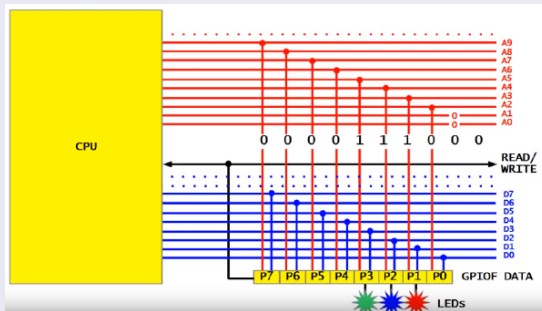 A9
A8
A7
A6
A5
A4
A3
A2
0 A1
0 A0
0 0 0 0 1 1 1 0 0 0
CPU
READ/
WRITE
D7
D6
D5
D4
D3
D2
D1
D0
P7 P6 P5 P4 P3 P2 P1 P0 GPIOF DATA
LEDs